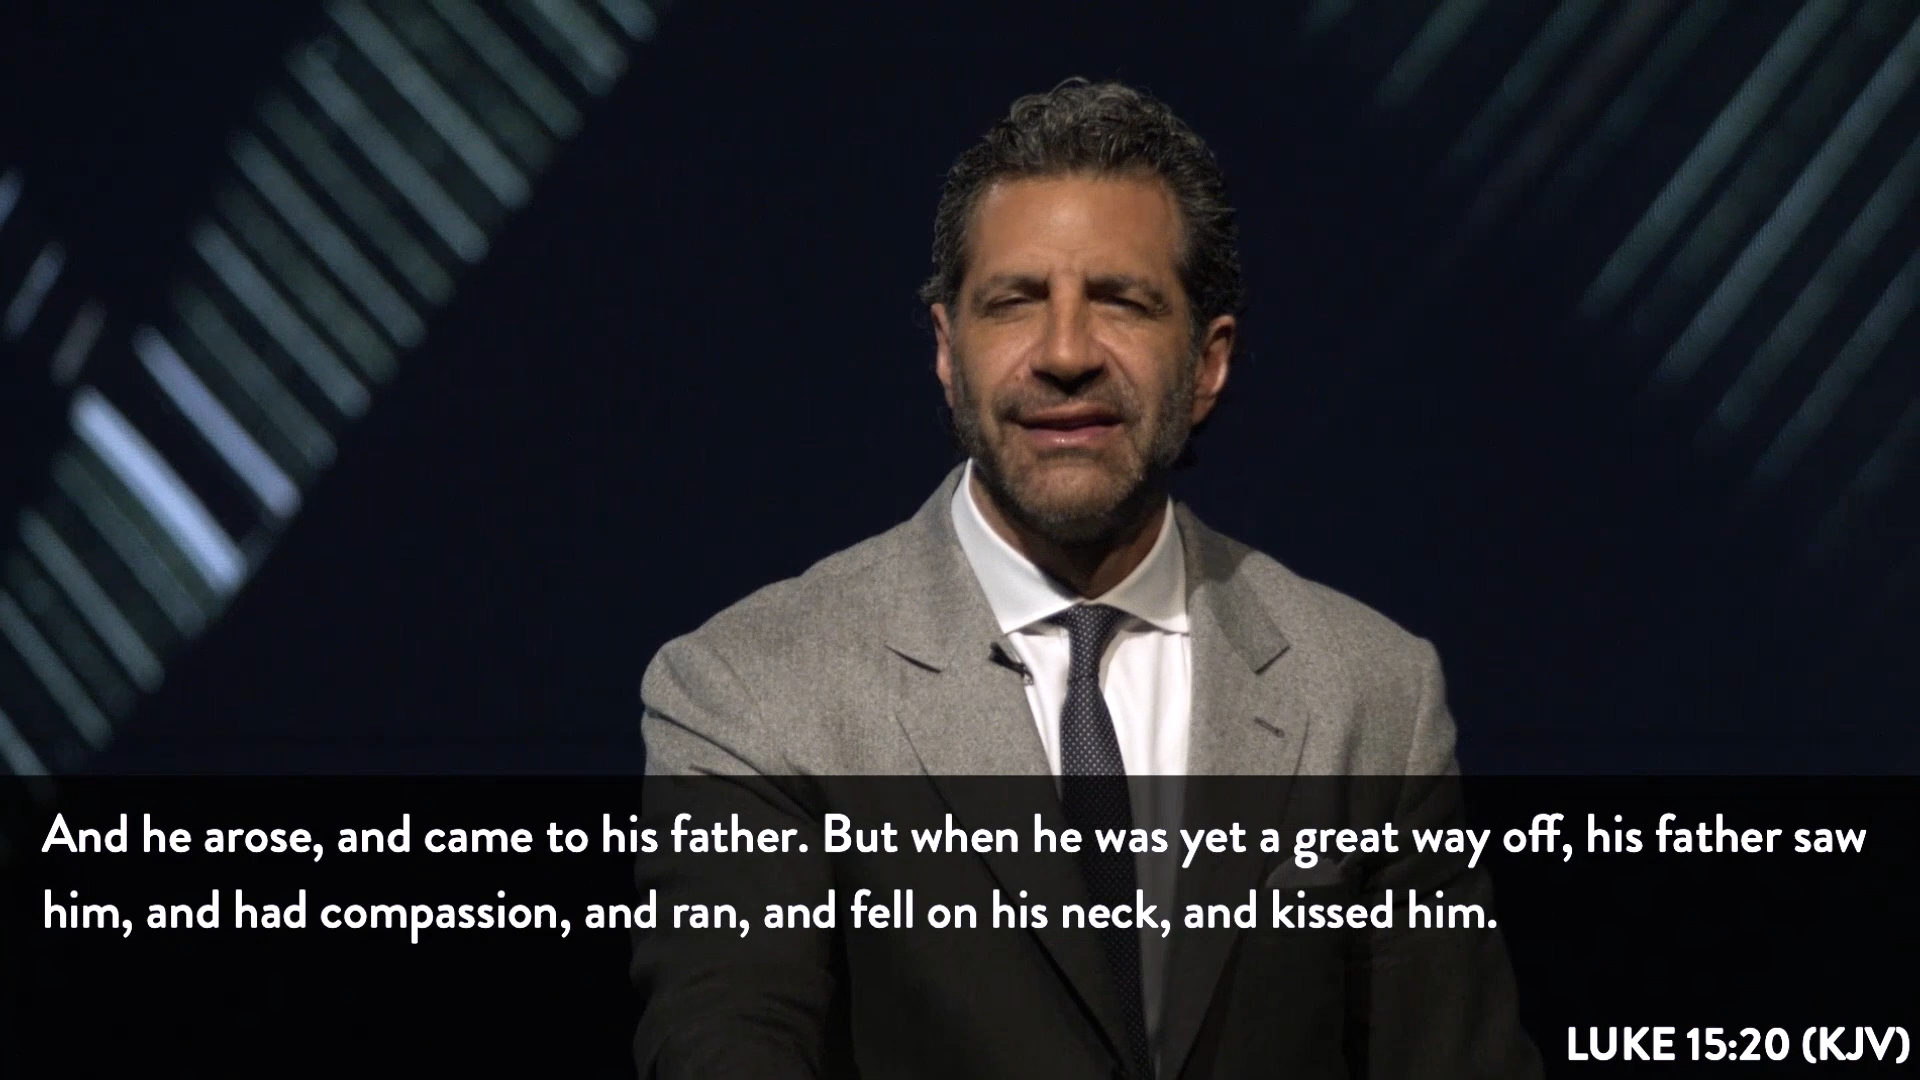 And he arose, and came to his father. But when he was yet a great way off, his father saw
him, and had compassion, and ran, and fell on his neck, and kissed him.
LUKE 15:20 (KJV)